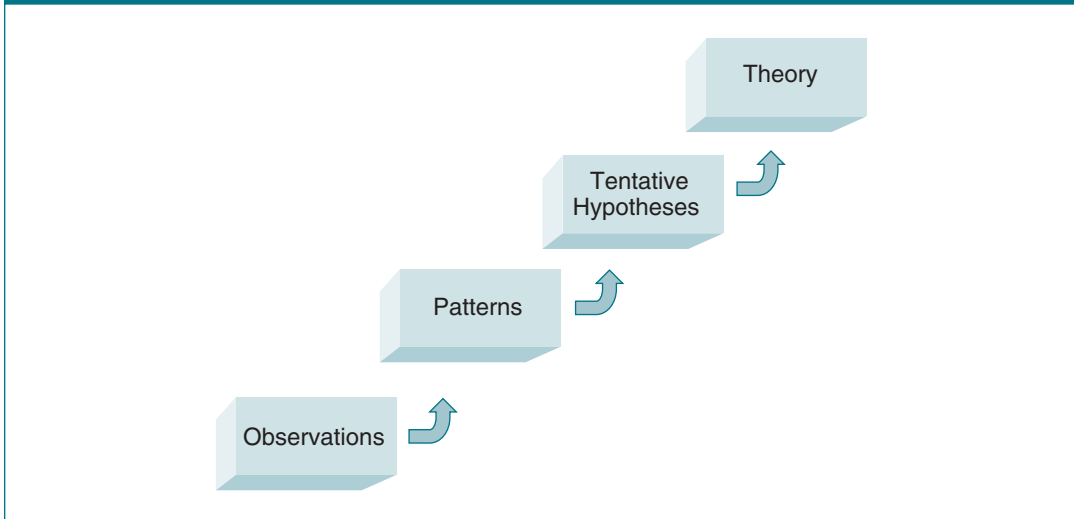 Theory
Tentative
Hypotheses
Patterns
Observations